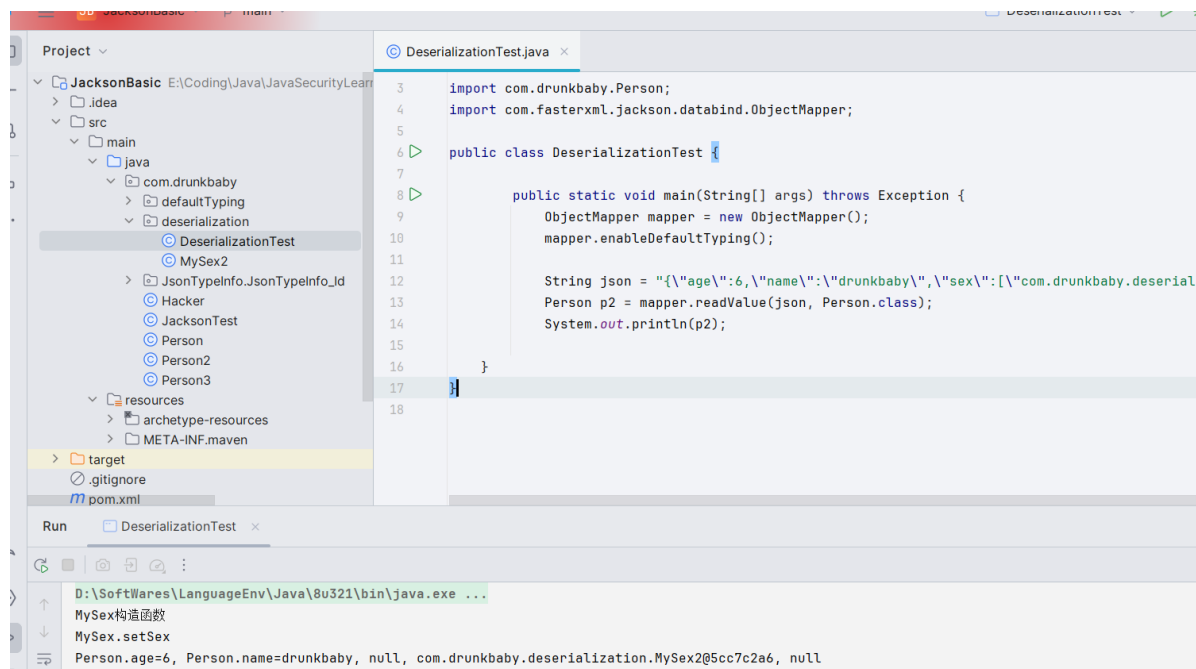 Project
JacksonBasic E:\Coding\Java\JavaSecurityLearn
.idea
src
main
java
com.drunkbaby
defaultTyping
deserialization
DeserializationTest
MySex2
JsonTypeInfo.JsonTypeInfo_Id
Hacker
JacksonTest
Person
Person2
Person3
resources
archetype-resources
META-INF.maven
target
.gitignore
pom.xml
DeserializationTest.java
3 import com.drunkbaby.Person;
4 import com.fasterxml.jackson.databind.ObjectMapper;
5
6 public class DeserializationTest {
7
8 public static void main(String[] args) throws Exception {
9 ObjectMapper mapper = new ObjectMapper();
10 mapper.enableDefaultTyping();
11
12 String json = "{\"age\":6,\"name\":\"drunkbaby\",\"sex\":[\"com.drunkbaby.deserial
13 Person p2 = mapper.readValue(json, Person.class);
14 System.out.println(p2);
15
16 }
17 }
18
Run DeserializationTest
D:\SoftWares\LanguageEnv\Java\8u321\bin\java.exe ...
MySex构造函数
MySex.setSex
Person.age=6, Person.name=drunkbaby, null, com.drunkbaby.deserialization.MySex2@5cc7c2a6, null